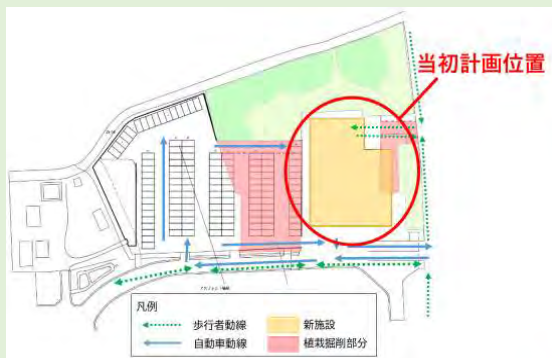 当初計画位置
凡例
歩行者動線
新施設
自動車動線
植栽掘削部分